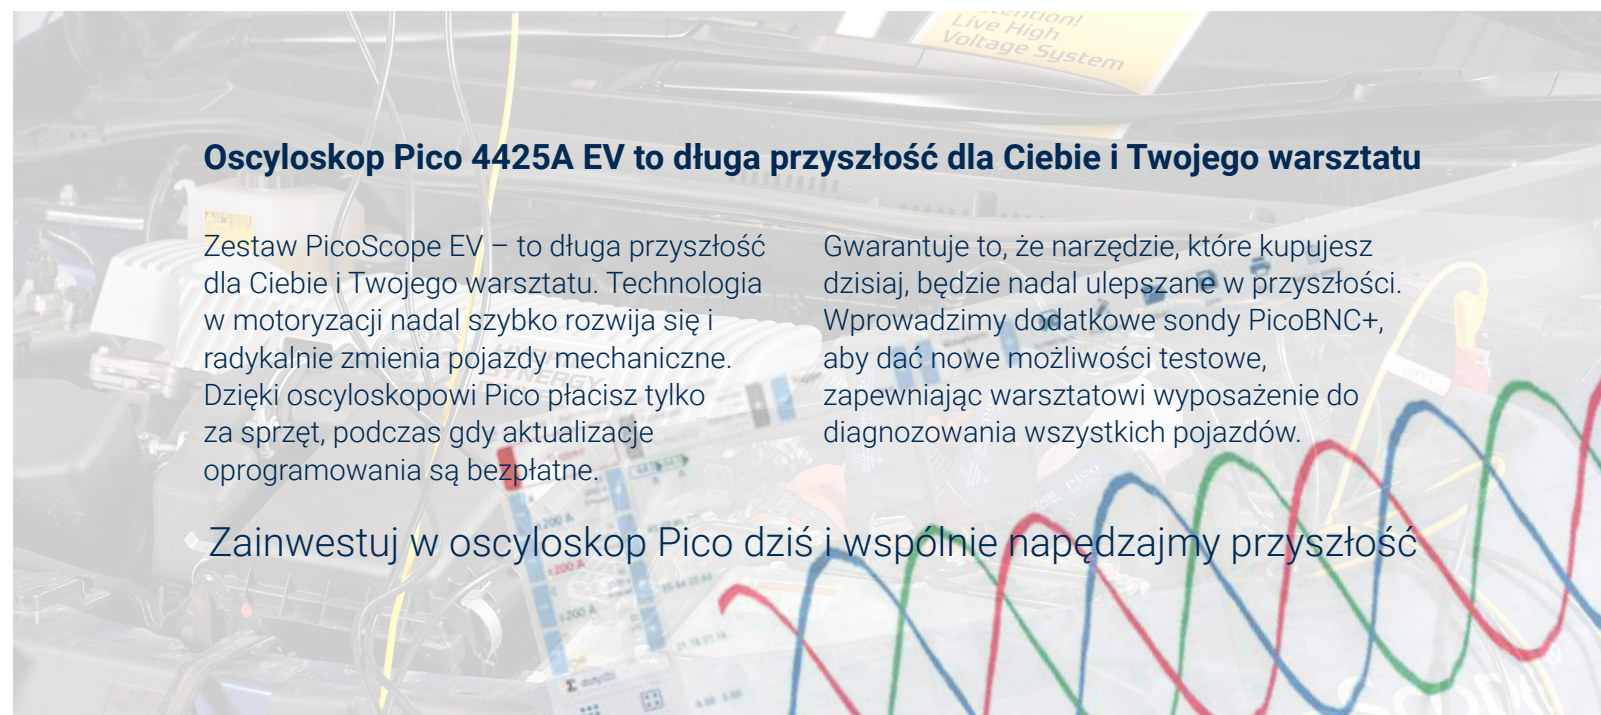 Attention!
Live High
Voltage System
Oscyloskop Pico 4425A EV to długa przyszłość dla Ciebie i Twojego warsztatu
Zestaw PicoScope EV – to długa przyszłość
dla Ciebie i Twojego warsztatu. Technologia
w motoryzacji nadal szybko rozwija się i
radykalnie zmienia pojazdy mechaniczne.
Dzięki oscyloskopowi Pico płacisz tylko
za sprzęt, podczas gdy aktualizacje
oprogramowania są bezpłatne.
Gwarantuje to, że narzędzie, które kupujesz
dzisiaj, będzie nadal ulepszane w przyszłości.
Wprowadzimy dodatkowe sondy PicoBNC+,
aby dać nowe możliwości testowe,
zapewniając warsztatowi wyposażenie do
diagnozowania wszystkich pojazdów.
Zainwestuj w oscyloskop Pico dziś i wspólnie napędzajmy przyszłość
±200 A
±200 A